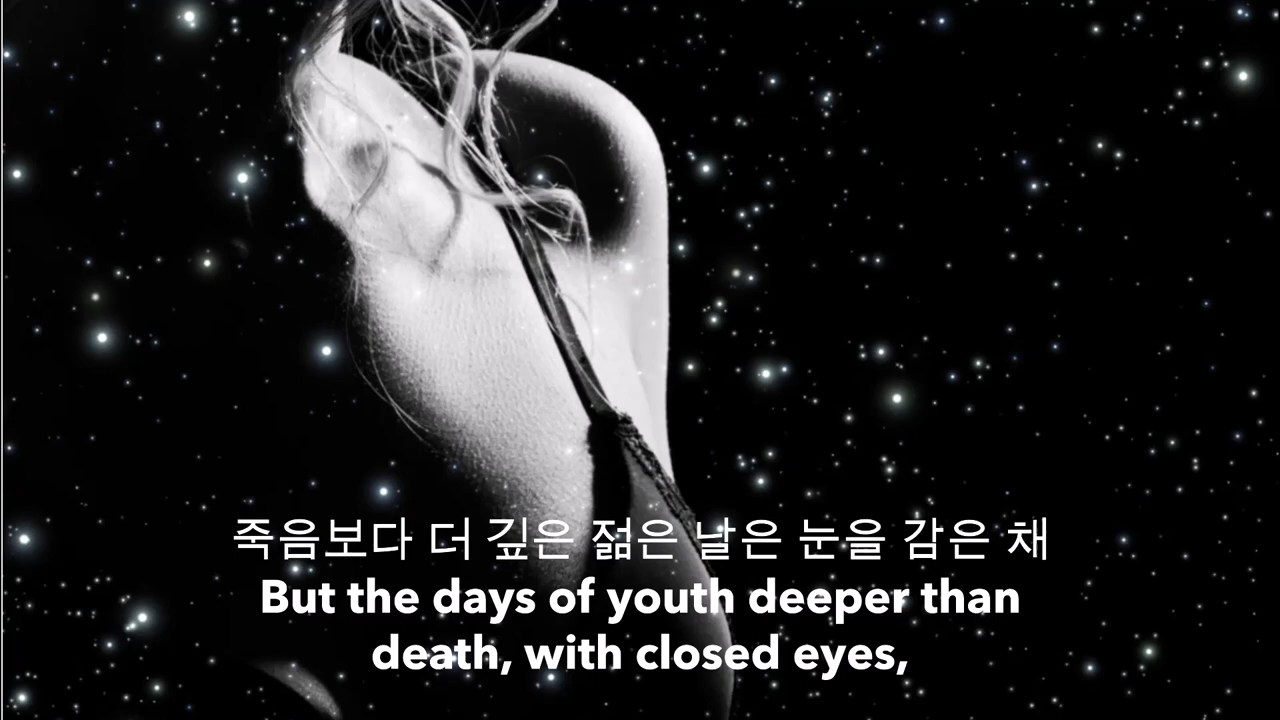 죽음보다 더 깊은 젊은 날은 눈을 감은 채
But the days of youth deeper than
death, with closed eyes,